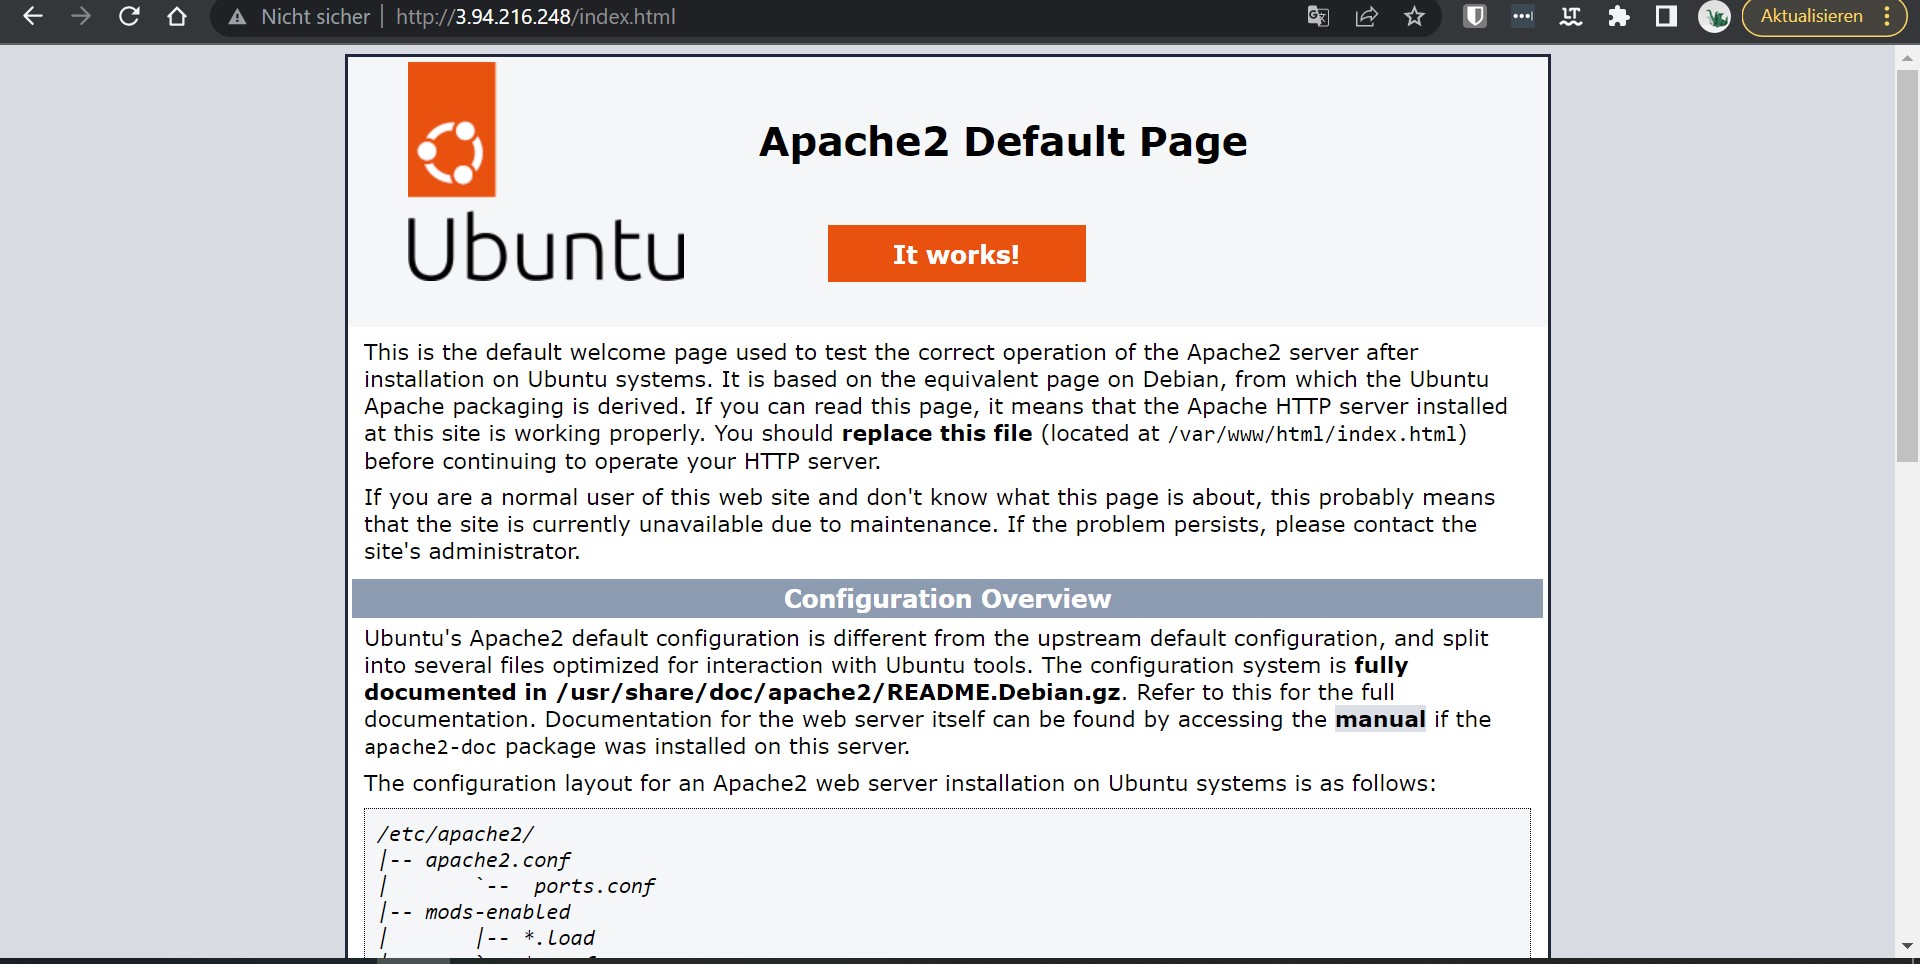 Nicht sicher | http://3.94.216.248/index.html
Aktualisieren
Apache2 Default Page
Ubuntu
It works!
This is the default welcome page used to test the correct operation of the Apache2 server after
installation on Ubuntu systems. It is based on the equivalent page on Debian, from which the Ubuntu
Apache packaging is derived. If you can read this page, it means that the Apache HTTP server installed
at this site is working properly. You should replace this file (located at /var/www/html/index.html)
before continuing to operate your HTTP server.
If you are a normal user of this web site and don't know what this page is about, this probably means
that the site is currently unavailable due to maintenance. If the problem persists, please contact the
site's administrator.
Configuration Overview
Ubuntu's Apache2 default configuration is different from the upstream default configuration, and split
into several files optimized for interaction with Ubuntu tools. The configuration system is fully
documented in /usr/share/doc/apache2/README.Debian.gz. Refer to this for the full
documentation. Documentation for the web server itself can be found by accessing the manual if the
apache2-doc package was installed on this server.
The configuration layout for an Apache2 web server installation on Ubuntu systems is as follows:
/etc/apache2/
|-- apache2.conf
|       `--  ports.conf
|-- mods-enabled
|       |-- *.load